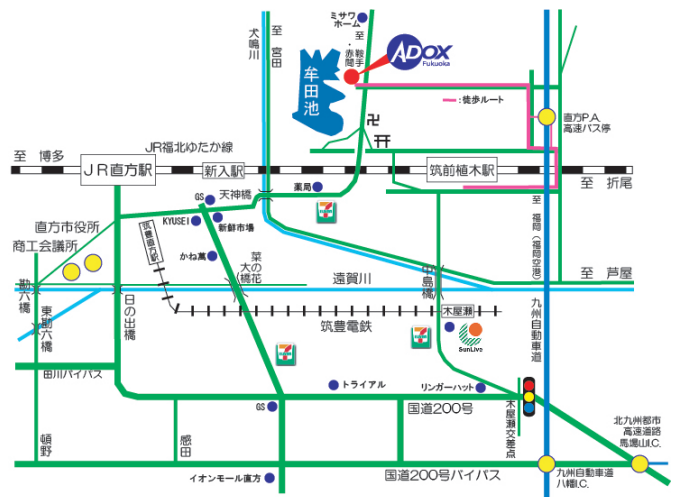 ミサワ
ホーム
至 鞍手
・赤間
ADOX
Fukuoka
犬鳴川
至 宮田
牟田池
:徒歩ルート
直方P.A.
高速バス停
卍
JR福北ゆたか線
至 博多
JR直方駅
新入駅
筑前植木駅
至 折尾
薬局
GS
天神橋
KYUSEI
新鮮市場
直方市役所
商工会議所
筑豊直方駅
かね萬
菜の花大橋
中島橋
至 福岡(福岡空港)
至 芦屋
遠賀川
勘六橋
東勘六橋
日の出橋
筑豊電鉄
木屋瀬
SunLive
九州自動車道
田川バイパス
トライアル
リンガーハット
GS
国道200号
木屋瀬交差点
北九州都市
高速道路
馬場山I.C.
頓野
感田
イオンモール直方
国道200号バイパス
九州自動車道
八幡I.C.